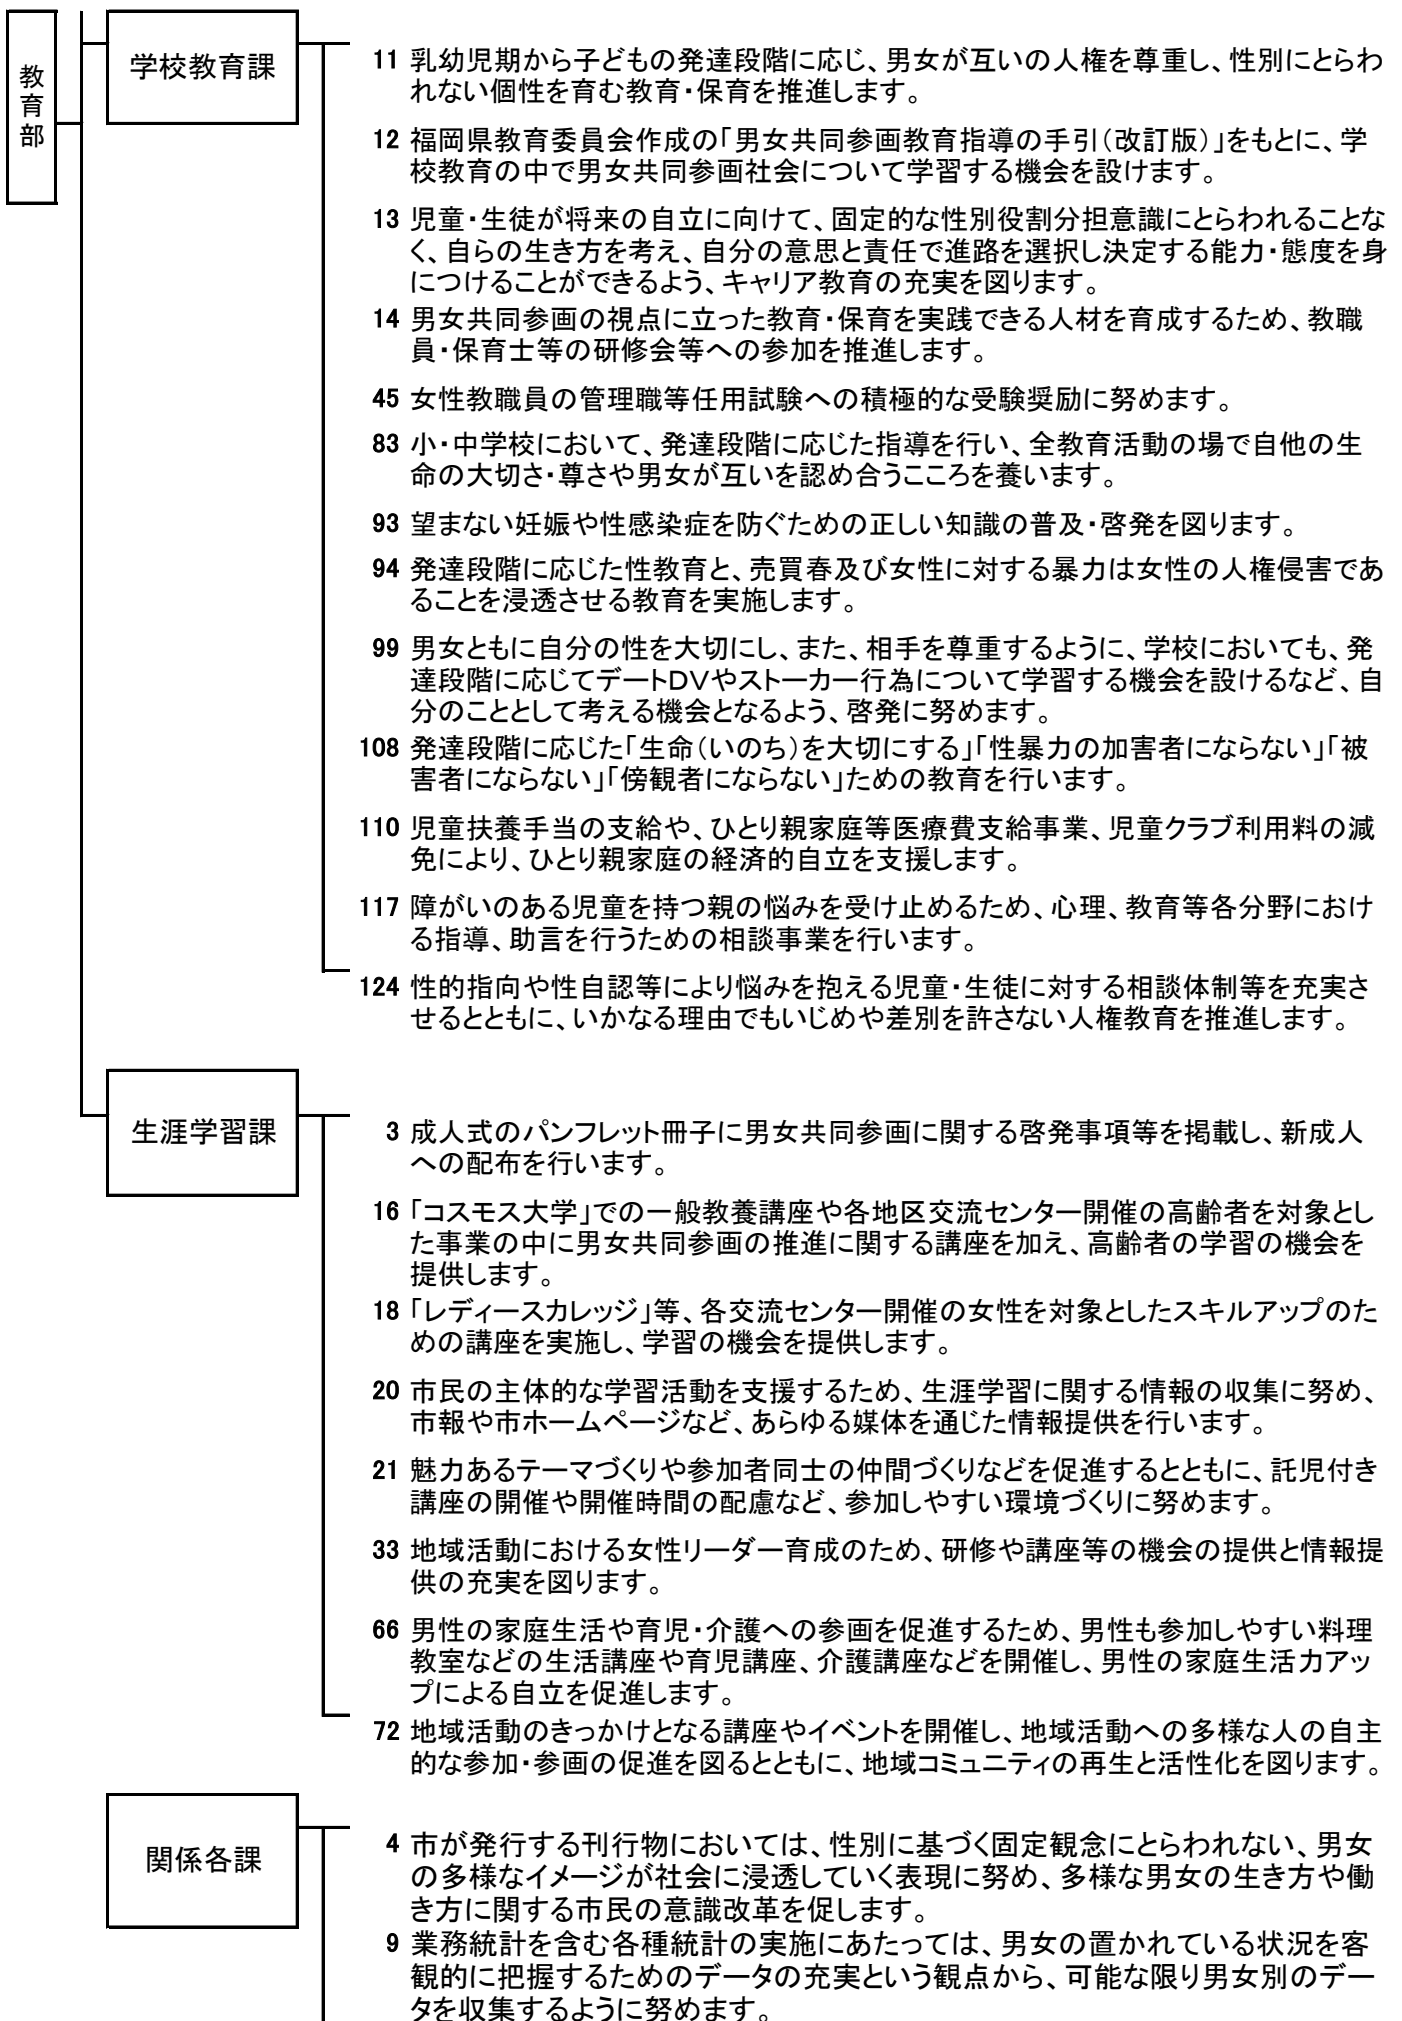 教育部
学校教育課
11 乳幼児期から子どもの発達段階に応じ、男女が互いの人権を尊重し、性別にとらわ
れない個性を育む教育・保育を推進します。
12 福岡県教育委員会作成の「男女共同参画教育指導の手引（改訂版）」をもとに、学
校教育の中で男女共同参画社会について学習する機会を設けます。
13 児童・生徒が将来の自立に向けて、固定的な性別役割分担意識にとらわれることな
く、自らの生き方を考え、自分の意思と責任で進路を選択し決定する能力・態度を身
につけることができるよう、キャリア教育の充実を図ります。
14 男女共同参画の視点に立った教育・保育を実践できる人材を育成するため、教職
員・保育士等の研修会等への参加を推進します。
45 女性教職員の管理職等任用試験への積極的な受験奨励に努めます。
83 小・中学校において、発達段階に応じた指導を行い、全教育活動の場で自他の生
命の大切さ・尊さや男女が互いを認め合うこころを養います。
93 望まない妊娠や性感染症を防ぐための正しい知識の普及・啓発を図ります。
94 発達段階に応じた性教育と、売買春及び女性に対する暴力は女性の人権侵害であ
ることを浸透させる教育を実施します。
99 男女ともに自分の性を大切にし、また、相手を尊重するように、学校においても、発
達段階に応じてデートＤＶやストーカー行為について学習する機会を設けるなど、自
分のこととして考える機会となるよう、啓発に努めます。
108 発達段階に応じた「生命（いのち）を大切にする」「性暴力の加害者にならない」「被
害者にならない」「傍観者にならない」ための教育を行います。
110 児童扶養手当の支給や、ひとり親家庭等医療費支給事業、児童クラブ利用料の減
免により、ひとり親家庭の経済的自立を支援します。
117 障がいのある児童を持つ親の悩みを受け止めるため、心理、教育等各分野におけ
る指導、助言を行うための相談事業を行います。
124 性的指向や性自認等により悩みを抱える児童・生徒に対する相談体制等を充実さ
せるとともに、いかなる理由でもいじめや差別を許さない人権教育を推進します。
生涯学習課
3 成人式のパンフレット冊子に男女共同参画に関する啓発事項等を掲載し、新成人
への配布を行います。
16 「コスモス大学」での一般教養講座や各地区交流センター開催の高齢者を対象とし
た事業の中に男女共同参画の推進に関する講座を加え、高齢者の学習の機会を
提供します。
18 「レディースカレッジ」等、各交流センター開催の女性を対象としたスキルアップのた
めの講座を実施し、学習の機会を提供します。
20 市民の主体的な学習活動を支援するため、生涯学習に関する情報の収集に努め、
市報や市ホームページなど、あらゆる媒体を通じた情報提供を行います。
21 魅力あるテーマづくりや参加者同士の仲間づくりなどを促進するとともに、託児付き
講座の開催や開催時間の配慮など、参加しやすい環境づくりに努めます。
33 地域活動における女性リーダー育成のため、研修や講座等の機会の提供と情報提
供の充実を図ります。
66 男性の家庭生活や育児・介護への参画を促進するため、男性も参加しやすい料理
教室などの生活講座や育児講座、介護講座などを開催し、男性の家庭生活力アッ
プによる自立を促進します。
72 地域活動のきっかけとなる講座やイベントを開催し、地域活動への多様な人の自主
的な参加・参画の促進を図るとともに、地域コミュニティの再生と活性化を図ります。
関係各課
4 市が発行する刊行物においては、性別に基づく固定観念にとらわれない、男女
の多様なイメージが社会に浸透していく表現に努め、多様な男女の生き方や働
き方に関する市民の意識改革を促します。
9 業務統計を含む各種統計の実施にあたっては、男女の置かれている状況を客
観的に把握するためのデータの充実という観点から、可能な限り男女別のデー
タを収集するように努めます。